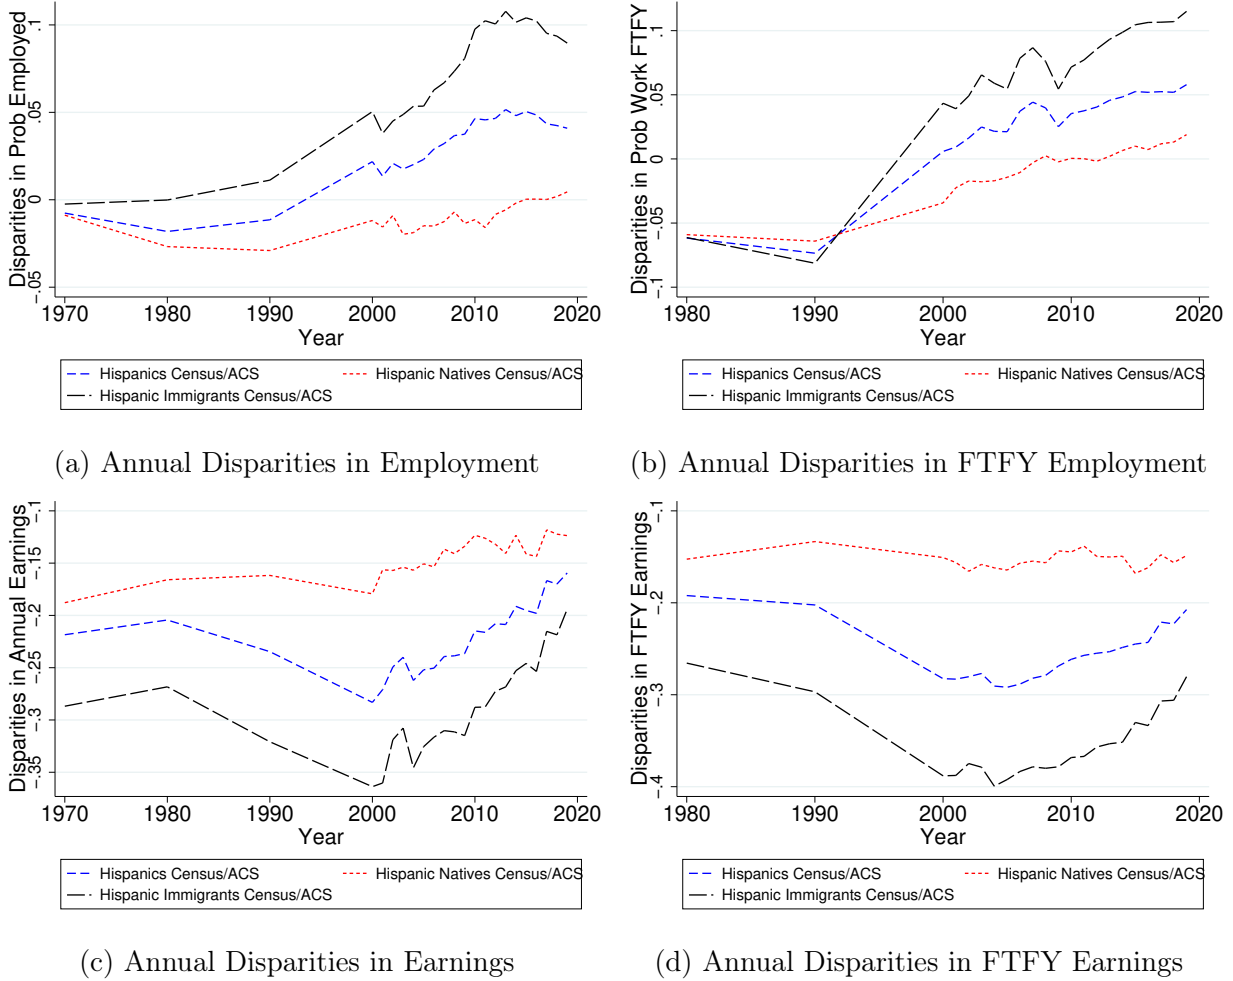 Disparities in Prob Employed
.1
.05
0
-.05
1970 1980 1990 2000 2010 2020
Year
Hispanics Census/ACS
Hispanic Natives Census/ACS
Hispanic Immigrants Census/ACS
(a) Annual Disparities in Employment
Disparities in Prob Work FTFY
.1
.05
0
-.05
-.1
1980 1990 2000 2010 2020
Year
Hispanics Census/ACS
Hispanic Natives Census/ACS
Hispanic Immigrants Census/ACS
(b) Annual Disparities in FTFY Employment
Disparities in Annual Earnings
-.1
-.15
-.2
-.25
-.3
-.35
1970 1980 1990 2000 2010 2020
Year
Hispanics Census/ACS
Hispanic Natives Census/ACS
Hispanic Immigrants Census/ACS
(c) Annual Disparities in Earnings
Disparities in FTFY Earnings
-.1
-.2
-.3
-.4
1980 1990 2000 2010 2020
Year
Hispanics Census/ACS
Hispanic Natives Census/ACS
Hispanic Immigrants Census/ACS
(d) Annual Disparities in FTFY Earnings